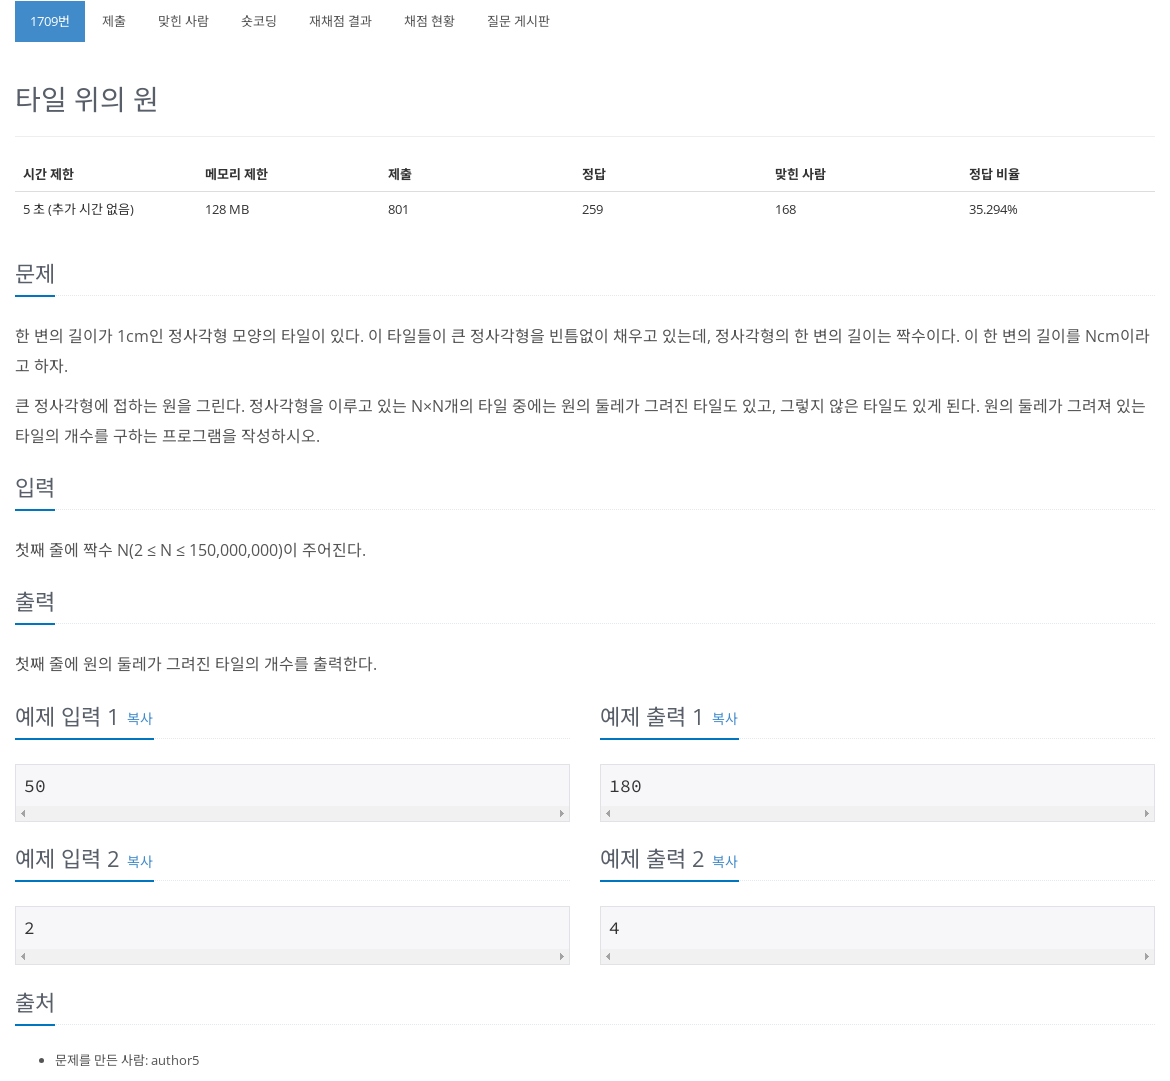 1709번 제출 맞힌 사람 숏코딩 재채점 결과 채점 현황 질문 게시판
타일 위의 원
시간 제한 메모리 제한 제출 정답 맞힌 사람 정답 비율
5 초 (추가 시간 없음) 128 MB 801 259 168 35.294%
문제
한 변의 길이가 1cm인 정사각형 모양의 타일이 있다. 이 타일들이 큰 정사각형을 빈틈없이 채우고 있는데, 정사각형의 한 변의 길이는 짝수이다. 이 한 변의 길이를 Ncm이라
고 하자.
큰 정사각형에 접하는 원을 그린다. 정사각형을 이루고 있는 N×N개의 타일 중에는 원의 둘레가 그려진 타일도 있고, 그렇지 않은 타일도 있게 된다. 원의 둘레가 그려져 있는
타일의 개수를 구하는 프로그램을 작성하시오.
입력
첫째 줄에 짝수 N(2 ≤ N ≤ 150,000,000)이 주어진다.
출력
첫째 줄에 원의 둘레가 그려진 타일의 개수를 출력한다.
예제 입력 1 복사
50
예제 출력 1 복사
180
예제 입력 2 복사
2
예제 출력 2 복사
4
출처
문제를 만든 사람: author5